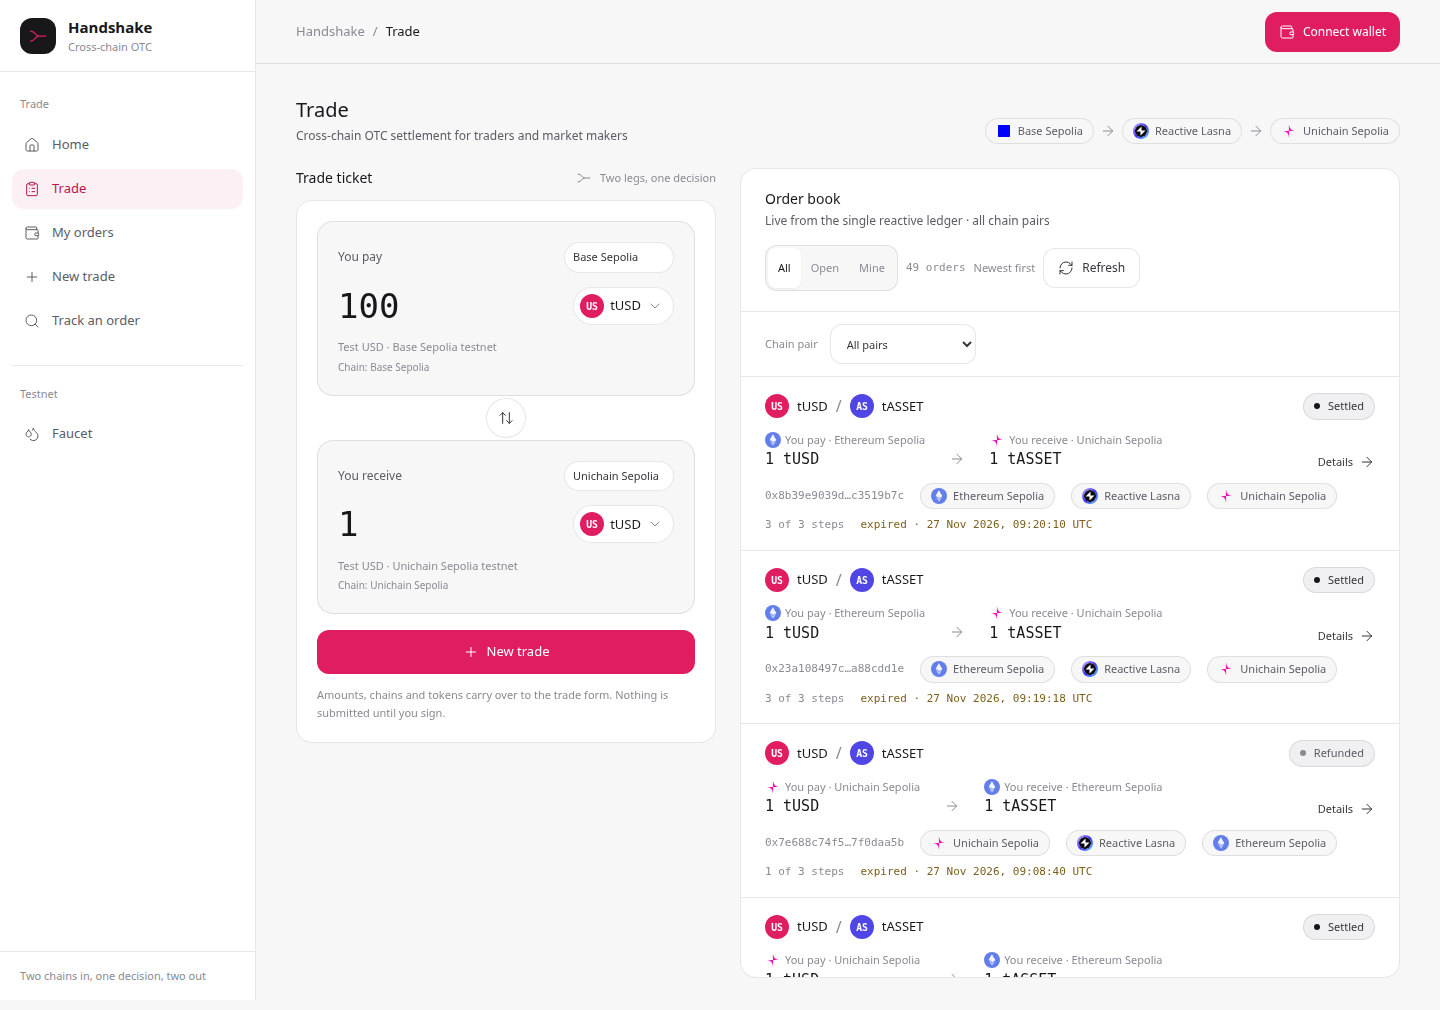 Handshake
Cross-chain OTC
Trade
Home
Trade
My orders
New trade
Track an order
Testnet
Faucet
Two chains in, one decision, two out
Handshake / Trade
Connect wallet
Trade
Cross-chain OTC settlement for traders and market makers
Base Sepolia
Reactive Lasna
Unichain Sepolia
Trade ticket
Two legs, one decision
You pay
Base Sepolia
100
US tUSD
Test USD · Base Sepolia testnet
Chain: Base Sepolia
You receive
Unichain Sepolia
1
US tUSD
Test USD · Unichain Sepolia testnet
Chain: Unichain Sepolia
New trade
Amounts, chains and tokens carry over to the trade form. Nothing is
submitted until you sign.
Order book
Live from the single reactive ledger · all chain pairs
All Open Mine 49 orders Newest first Refresh
Chain pair All pairs
US tUSD / AS tASSET Settled
You pay · Ethereum Sepolia You receive · Unichain Sepolia
1 tUSD 1 tASSET Details
0x8b39e9039d…c3519b7c Ethereum Sepolia Reactive Lasna Unichain Sepolia
3 of 3 steps expired · 27 Nov 2026, 09:20:10 UTC
US tUSD / AS tASSET Settled
You pay · Ethereum Sepolia You receive · Unichain Sepolia
1 tUSD 1 tASSET Details
0x23a108497c…a88cdd1e Ethereum Sepolia Reactive Lasna Unichain Sepolia
3 of 3 steps expired · 27 Nov 2026, 09:19:18 UTC
US tUSD / AS tASSET Refunded
You pay · Unichain Sepolia You receive · Ethereum Sepolia
1 tUSD 1 tASSET Details
0x7e688c74f5…7f0daa5b Unichain Sepolia Reactive Lasna Ethereum Sepolia
1 of 3 steps expired · 27 Nov 2026, 09:08:40 UTC
US tUSD / AS tASSET Settled
You pay · Unichain Sepolia You receive · Ethereum Sepolia
1 tUSD 1 tASSET